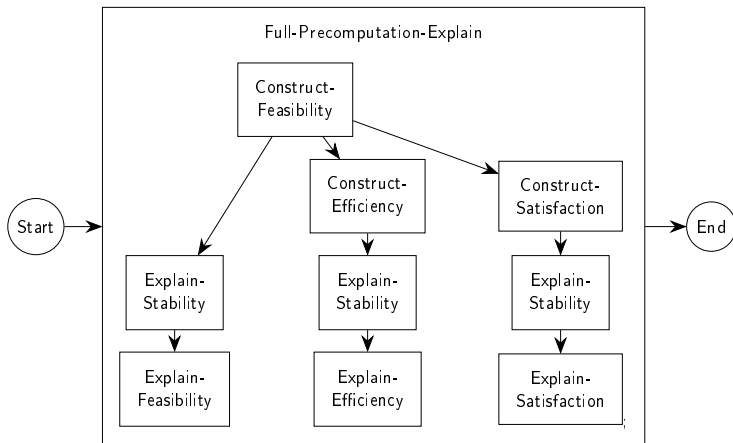 Full-Precomputation-Explain
Construct-
Feasibility
Construct-
Efficiency
Construct-
Satisfaction
Start
End
Explain-
Stability
Explain-
Stability
Explain-
Stability
Explain-
Feasibility
Explain-
Efficiency
Explain-
Satisfaction
;